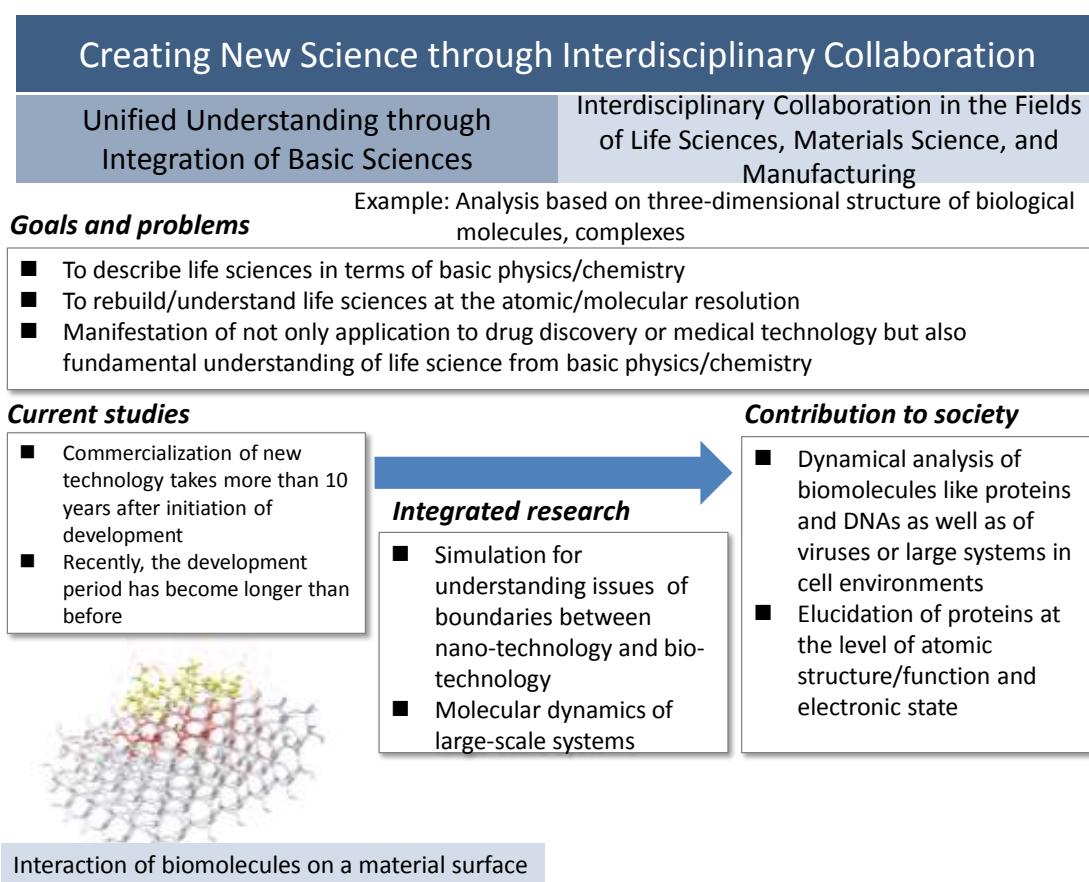 Creating New Science through Interdisciplinary Collaboration
Unified Understanding through
Integration of Basic Sciences
Interdisciplinary Collaboration in the Fields
of Life Sciences, Materials Science, and
Manufacturing
Example: Analysis based on three-dimensional structure of biological
molecules, complexes
Goals and problems
■ To describe life sciences in terms of basic physics/chemistry
■ To rebuild/understand life sciences at the atomic/molecular resolution
■ Manifestation of not only application to drug discovery or medical technology but also
fundamental understanding of life science from basic physics/chemistry
Current studies
■ Commercialization of new
technology takes more than 10
years after initiation of
development
■ Recently, the development
period has become longer than
before
Integrated research
■ Simulation for
understanding issues of
boundaries between
nano-technology and bio-
technology
■ Molecular dynamics of
large-scale systems
Contribution to society
■ Dynamical analysis of
biomolecules like proteins
and DNAs as well as of
viruses or large systems in
cell environments
■ Elucidation of proteins at
the level of atomic
structure/function and
electronic state
Interaction of biomolecules on a material surface